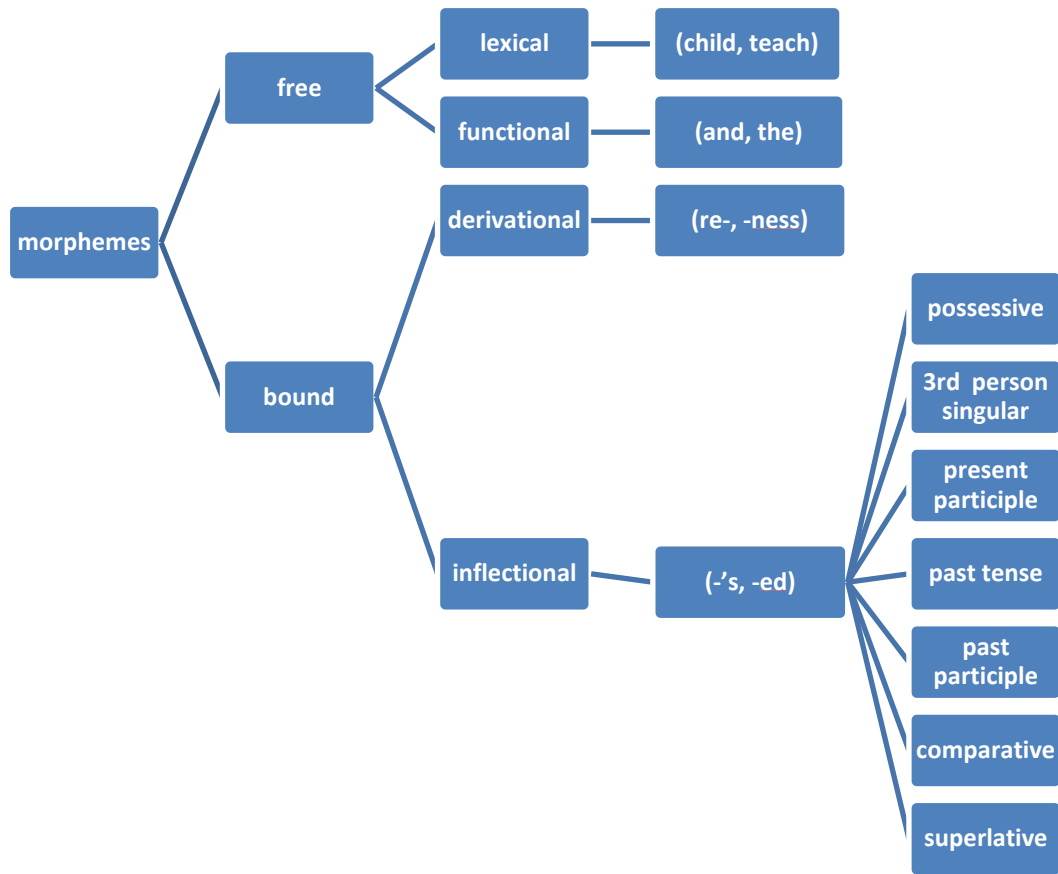 lexical
(child, teach)
free
functional
(and, the)
morphemes
derivational
(re-, -ness)
bound
inflectional
(-’s, -ed)
possessive
3rd person
singular
present
participle
past tense
past
participle
comparative
superlative